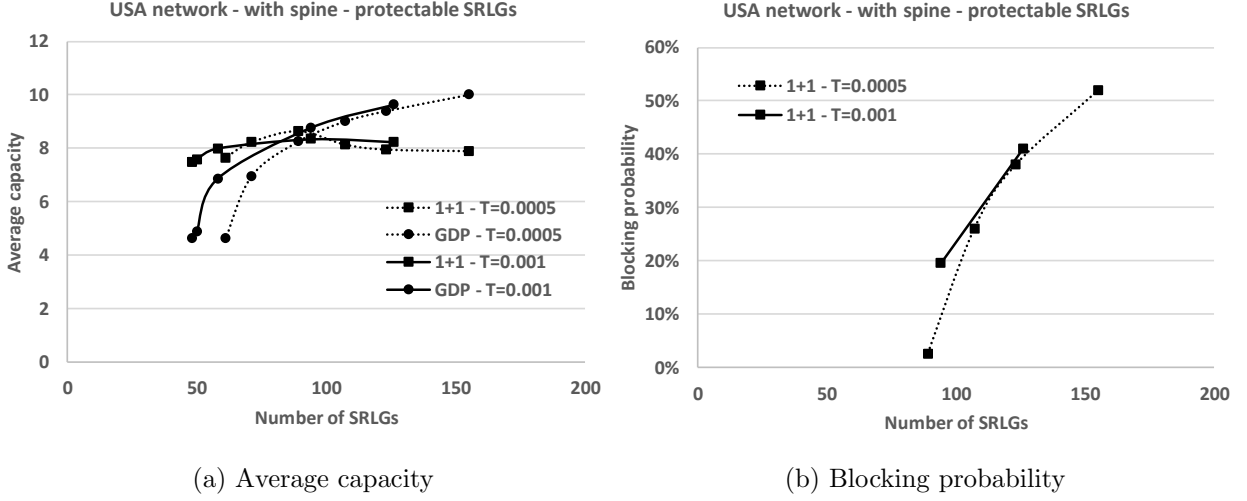 USA network - with spine - protectable SRLGs
12
10
8
6
4
2
0
Average capacity
1+1 - T=0.0005
GDP - T=0.0005
1+1 - T=0.001
GDP - T=0.001
0 50 100 150 200
Number of SRLGs
(a) Average capacity
USA network - with spine - protectable SRLGs
60%
50%
40%
30%
20%
10%
0%
Blocking probability
1+1 - T=0.0005
1+1 - T=0.001
0 50 100 150 200
Number of SRLGs
(b) Blocking probability